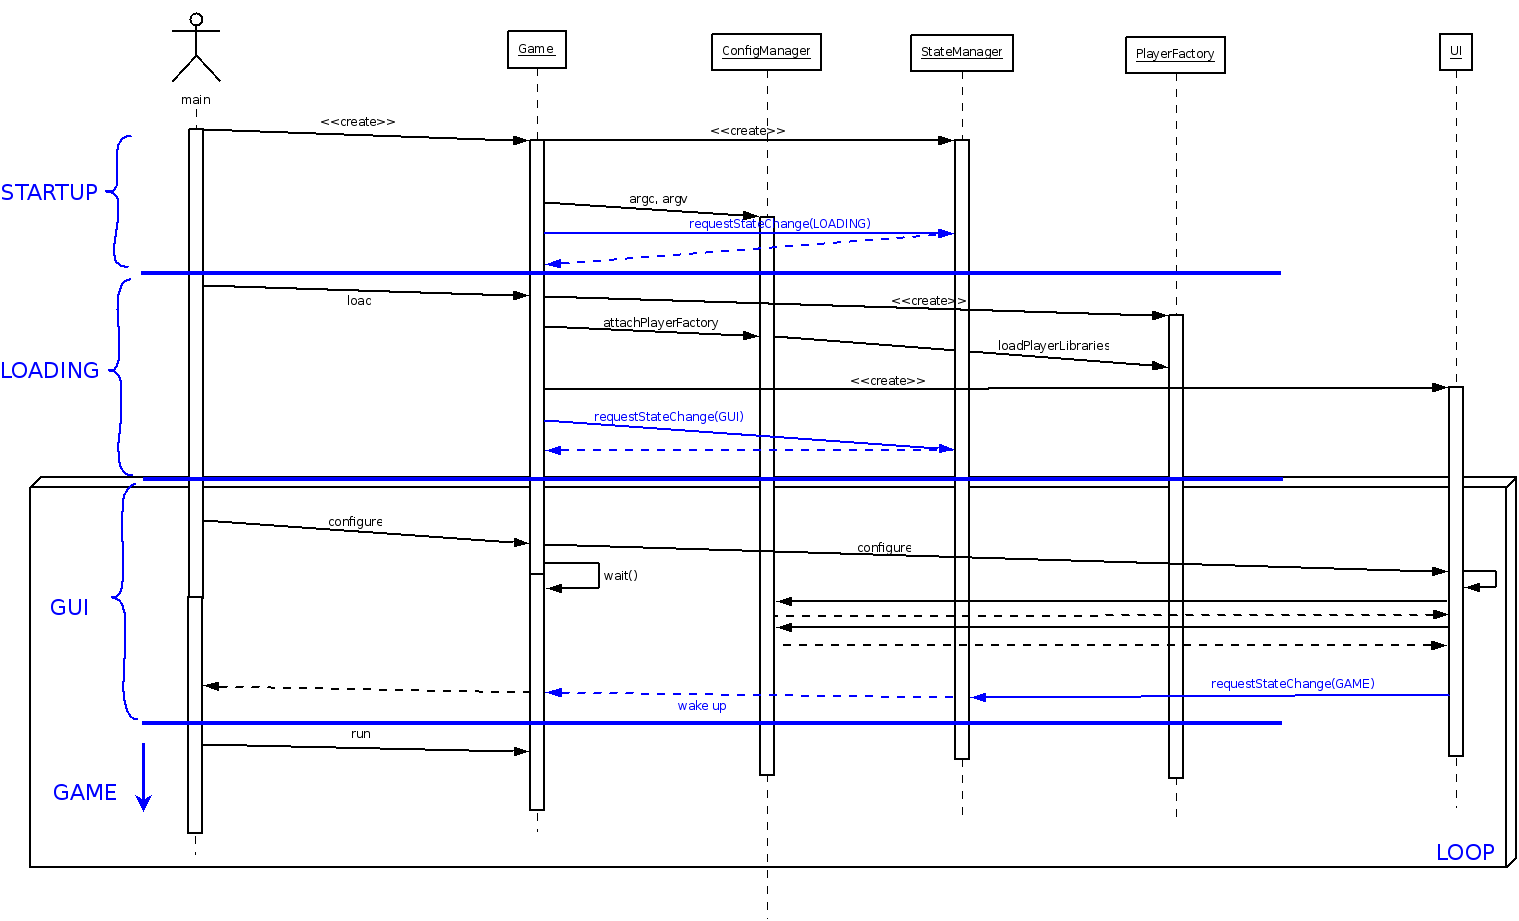 Game
ConfigManager
StateManager
PlayerFactory
UI
main
<<create>>
<<create>>
STARTUP
argc, argv
requestStateChange(LOADING)
load
<<create>>
attachPlayerFactory
loadPlayerLibraries
LOADING
<<create>>
requestStateChange(GUI)
configure
configure
wait()
GUI
requestStateChange(GAME)
wake up
run
GAME
LOOP